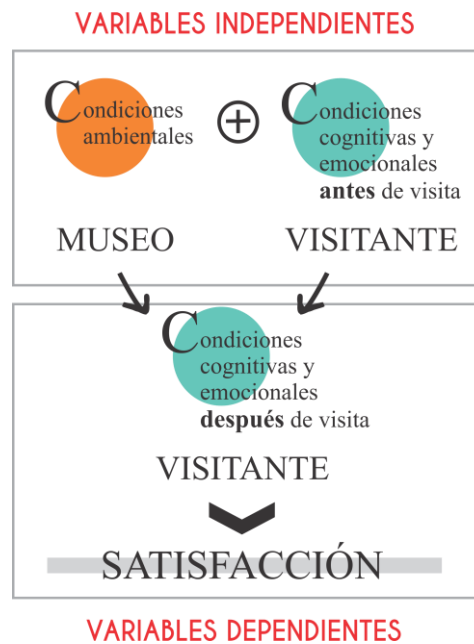 VARIABLES INDEPENDIENTES
Condiciones
ambientales
MUSEO
+
Condiciones
cognitivas y
emocionales
antes de visita
VISITANTE
Condiciones
cognitivas y
emocionales
después de visita
VISITANTE
SATISFACCIÓN
VARIABLES DEPENDIENTES